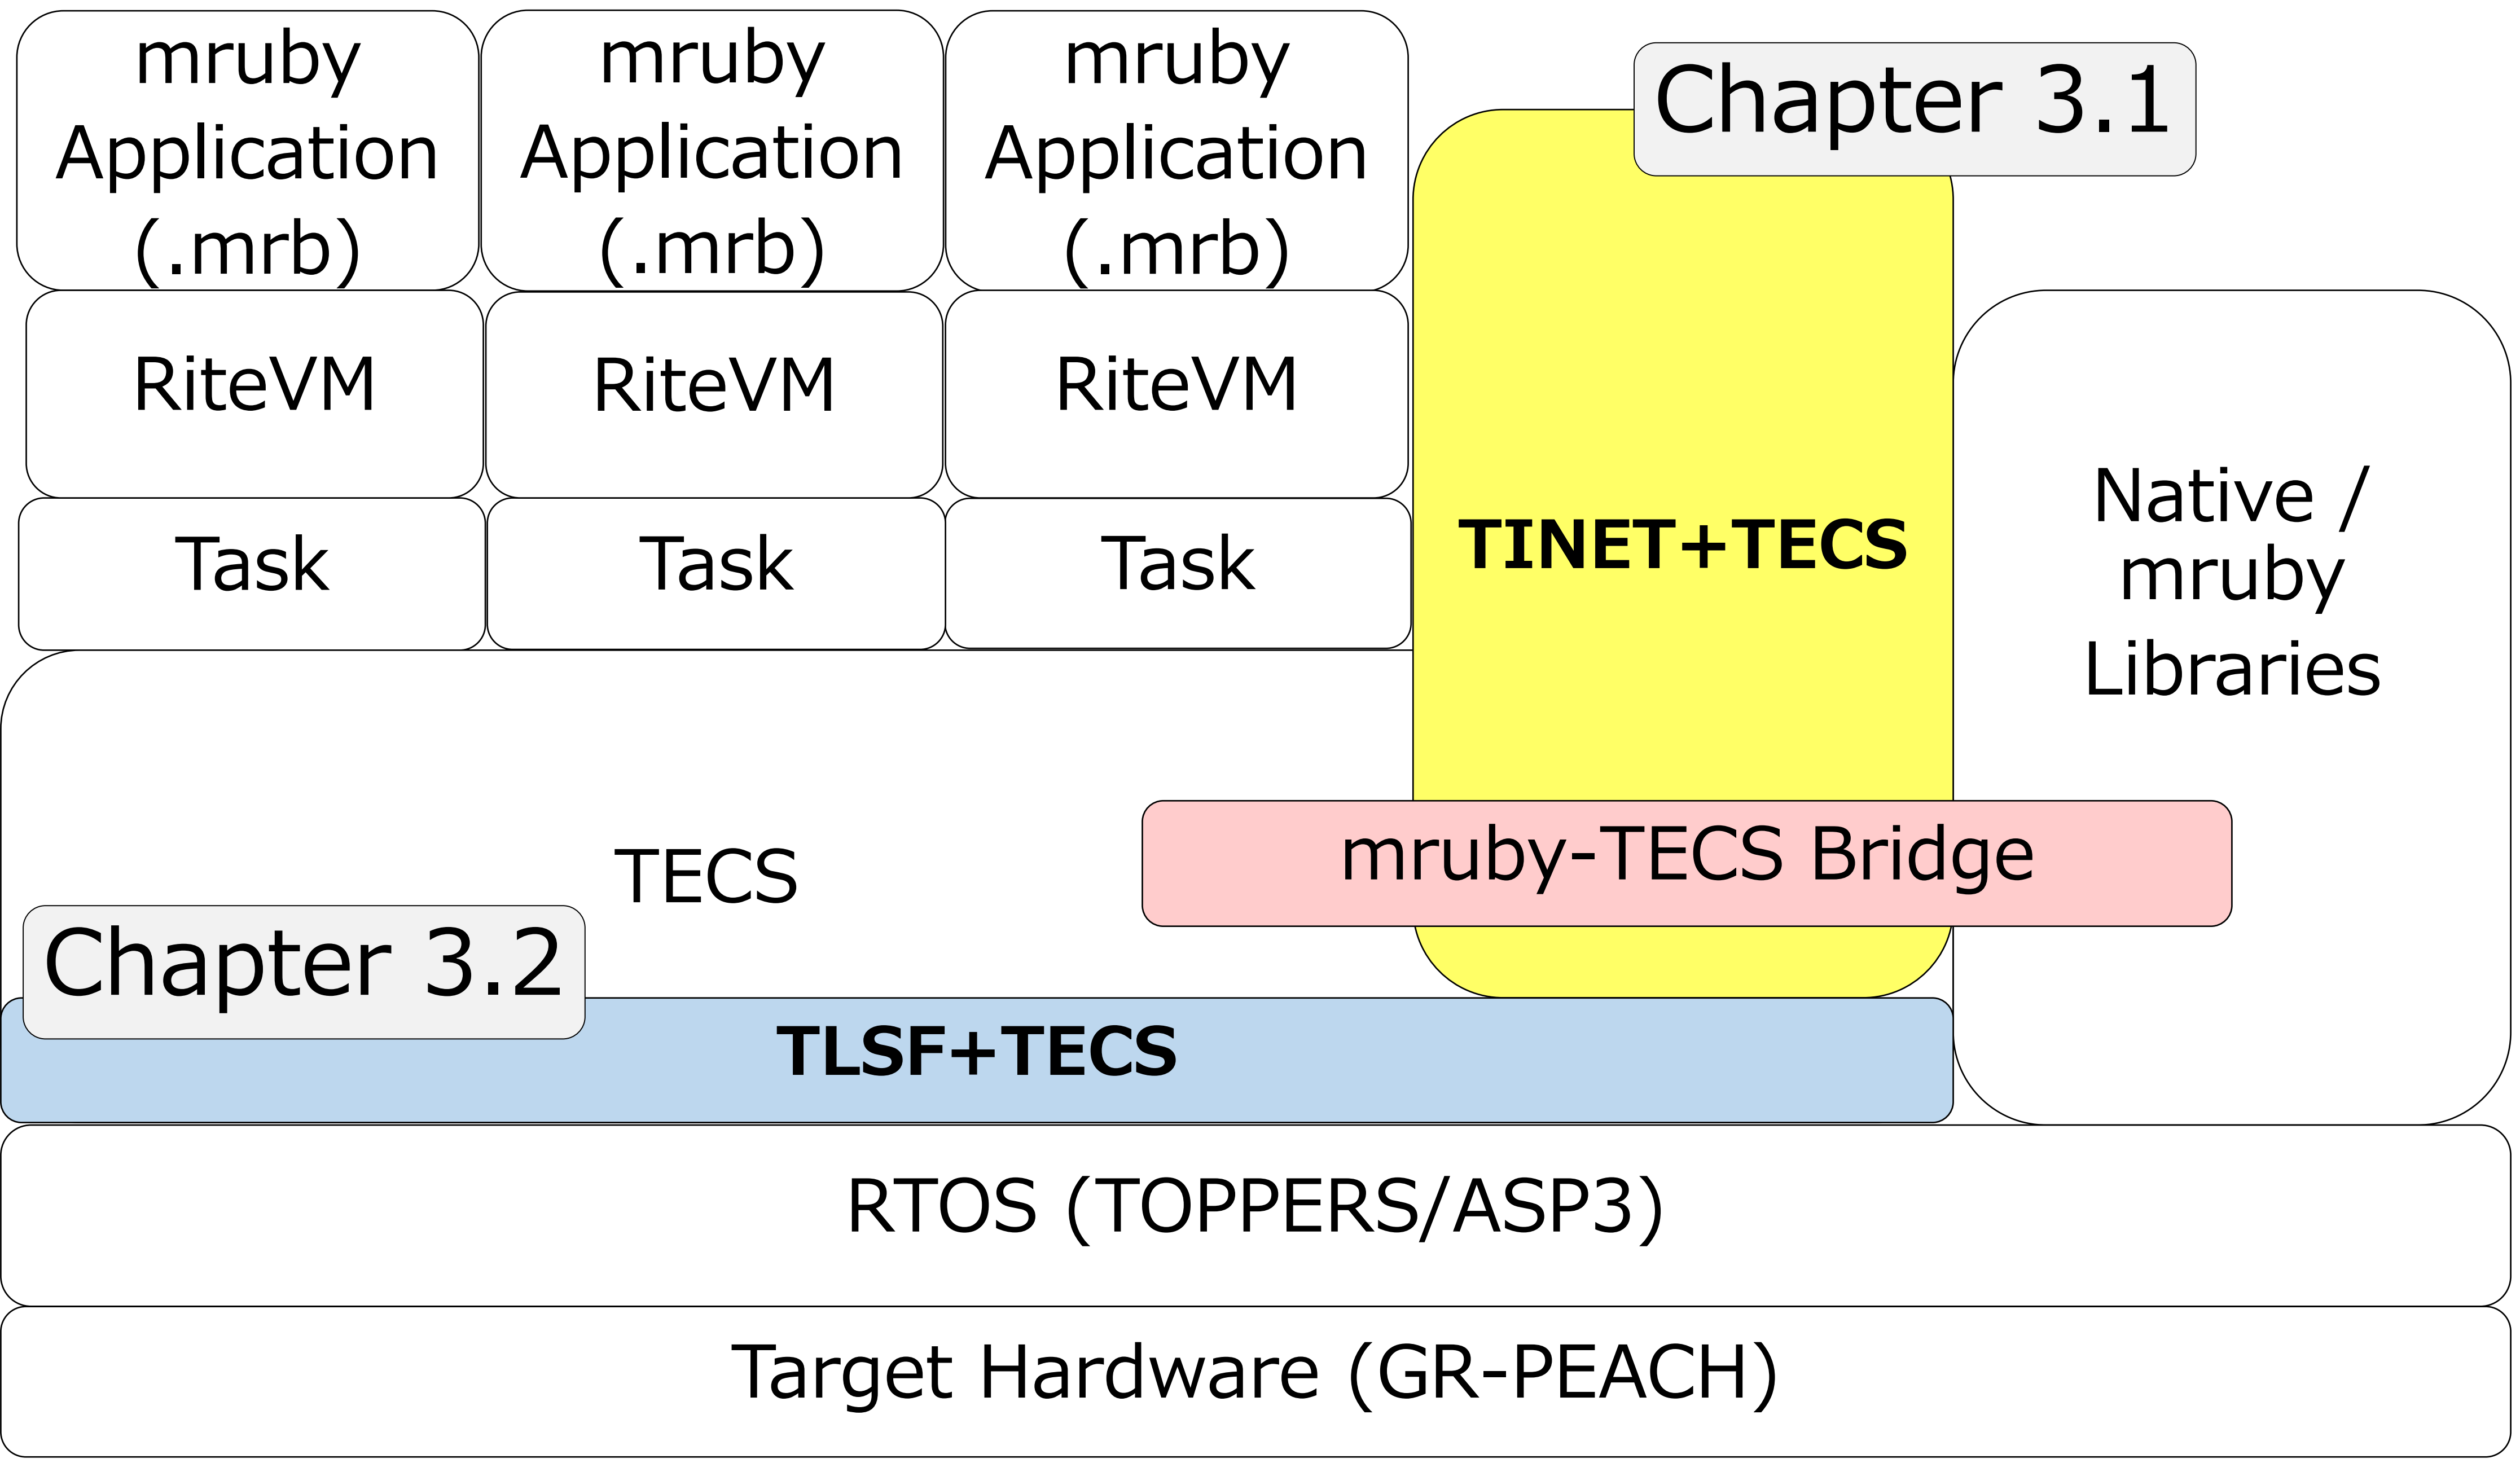 mruby
Application
(.mrb)
mruby
Application
(.mrb)
mruby
Application
(.mrb)
Chapter 3.1
RiteVM
RiteVM
RiteVM
Task
Task
Task
TINET+TECS
Native /
mruby
Libraries
TECS
mruby-TECS Bridge
Chapter 3.2
TLSF+TECS
RTOS (TOPPERS/ASP3)
Target Hardware (GR-PEACH)